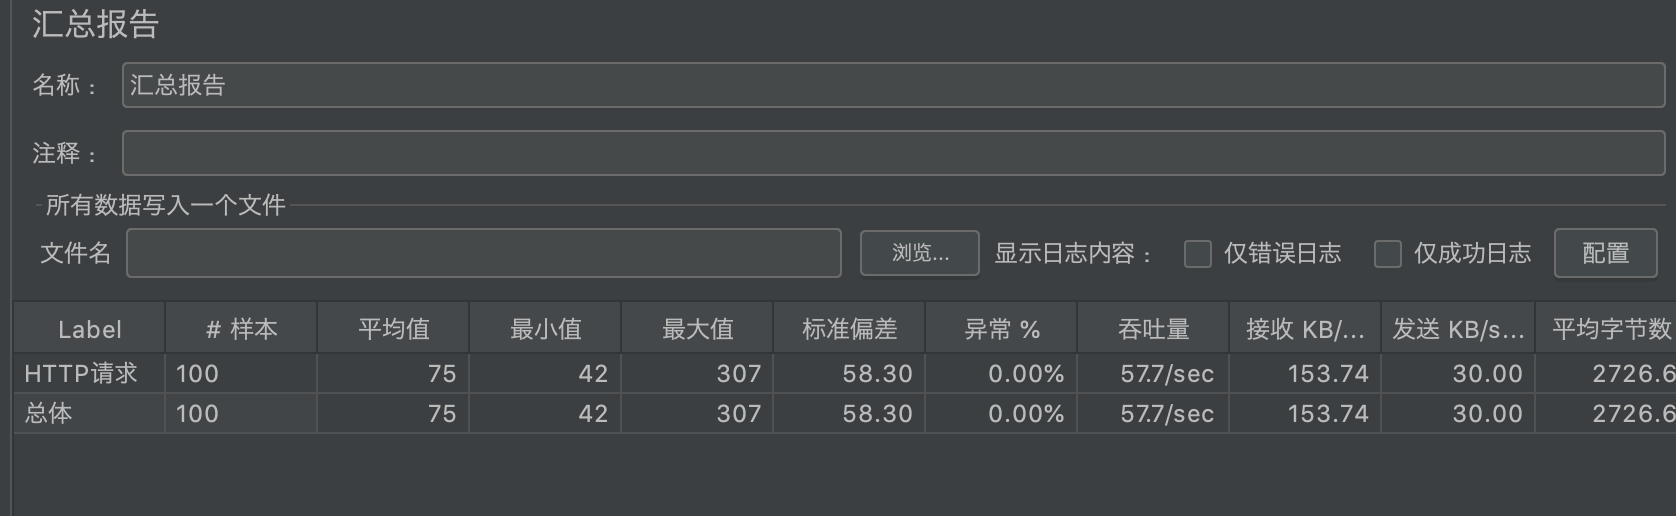 汇总报告
名称： 汇总报告
注释：
所有数据写入一个文件
文件名 浏览... 显示日志内容： 仅错误日志 仅成功日志 配置
Label # 样本 平均值 最小值 最大值 标准偏差 异常 % 吞吐量 接收 KB/... 发送 KB/s... 平均字节数
HTTP请求 100 75 42 307 58.30 0.00% 57.7/sec 153.74 30.00 2726.6
总体 100 75 42 307 58.30 0.00% 57.7/sec 153.74 30.00 2726.6